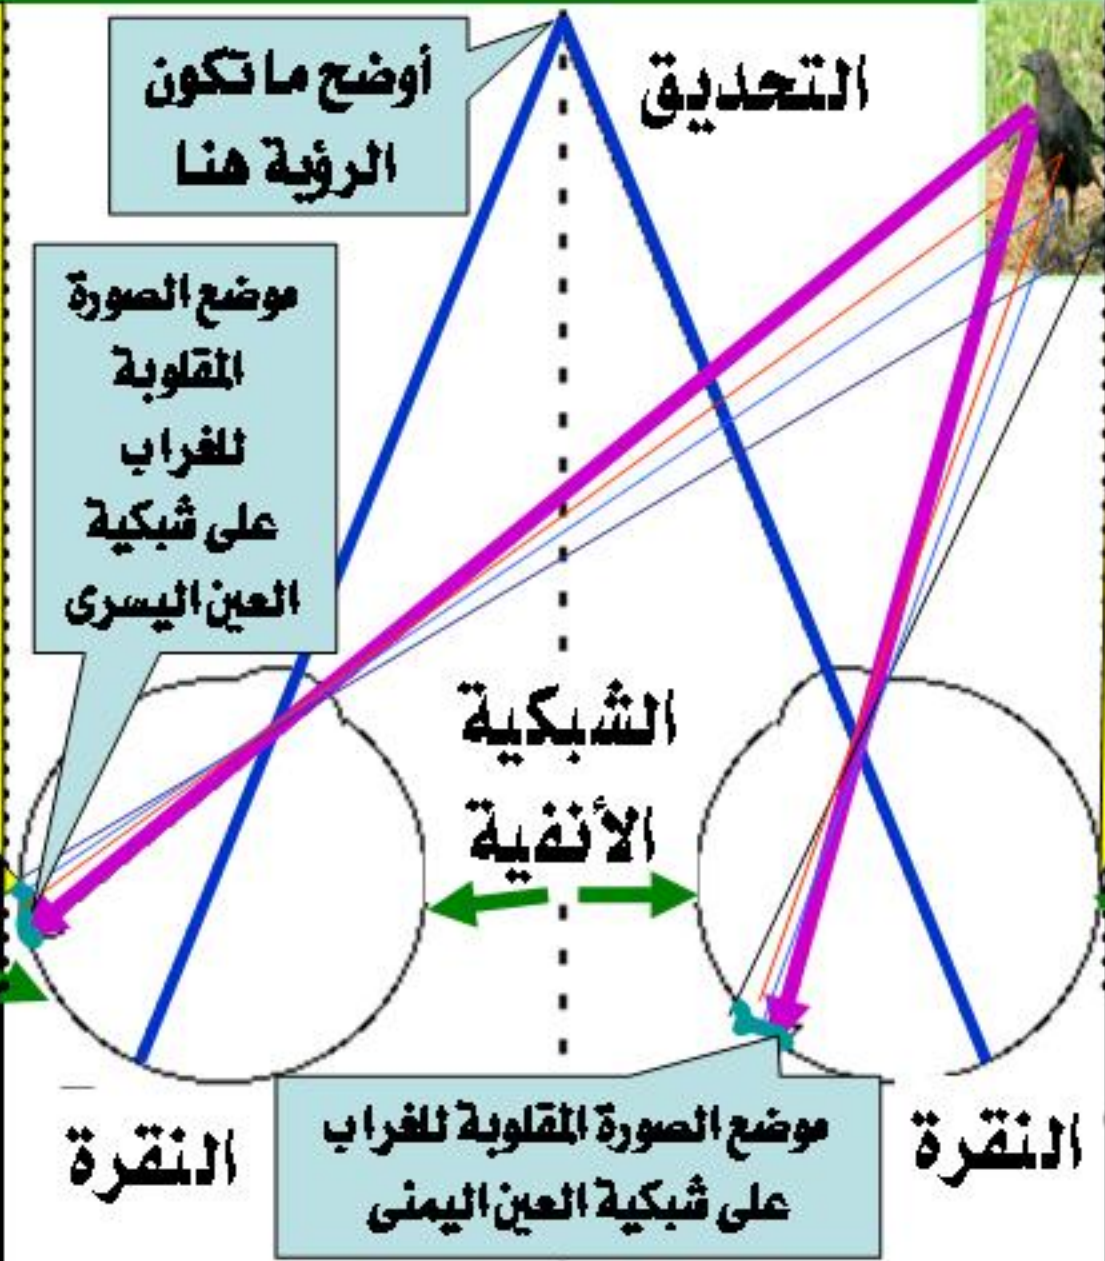 التحديق
أوضح ما تكون
الرؤية هنا
موضع الصورة
المقلوبة
للغراب
على شبكية
العين اليسرى
الشبكية
الأنفية
النقرة
النقرة
موضع الصورة المقلوبة للغراب
على شبكية العين اليمنى